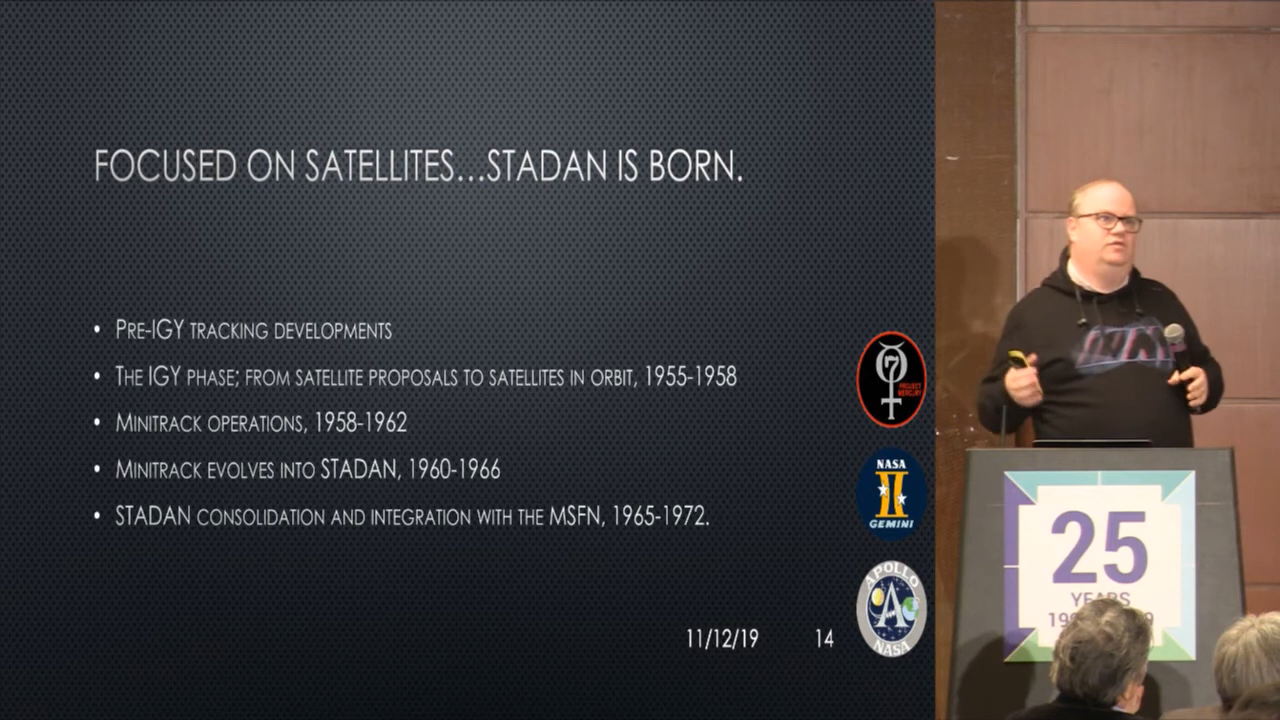 FOCUSED ON SATELLITES...STADAN IS BORN.
• PRE-IGY TRACKING DEVELOPMENTS
• THE IGY PHASE; FROM SATELLITE PROPOSALS TO SATELLITES IN ORBIT, 1955-1958
• MINITRACK OPERATIONS, 1958-1962
• MINITRACK EVOLVES INTO STADAN, 1960-1966
• STADAN CONSOLIDATION AND INTEGRATION WITH THE MSFN, 1965-1972.
7
PROJECT
MERCURY
NASA
II
GEMINI
APOLLO
A
NASA
11/12/19 14
25
YEARS